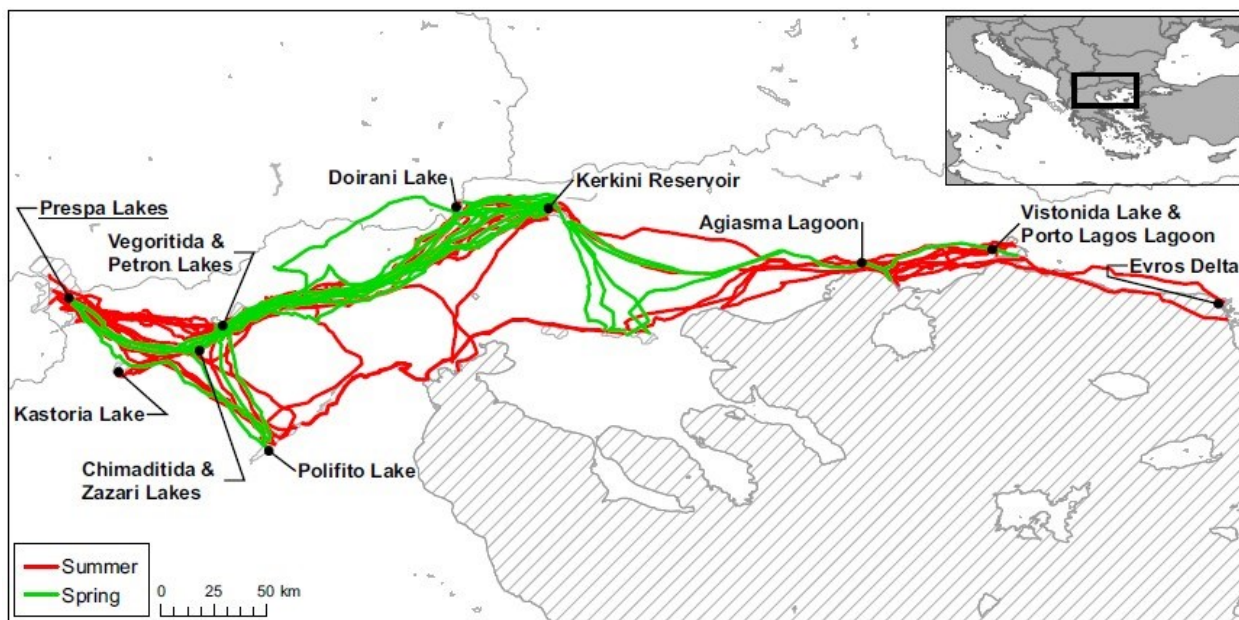 Doirani Lake
Kerkini Reservoir
Prespa Lakes
Vegoritida &
Petron Lakes
Agiasma Lagoon
Vistonida Lake &
Porto Lagos Lagoon
Evros Delta
Kastoria Lake
Chimaditida &
Zazari Lakes
Polifito Lake
Summer
Spring
0 25 50 km